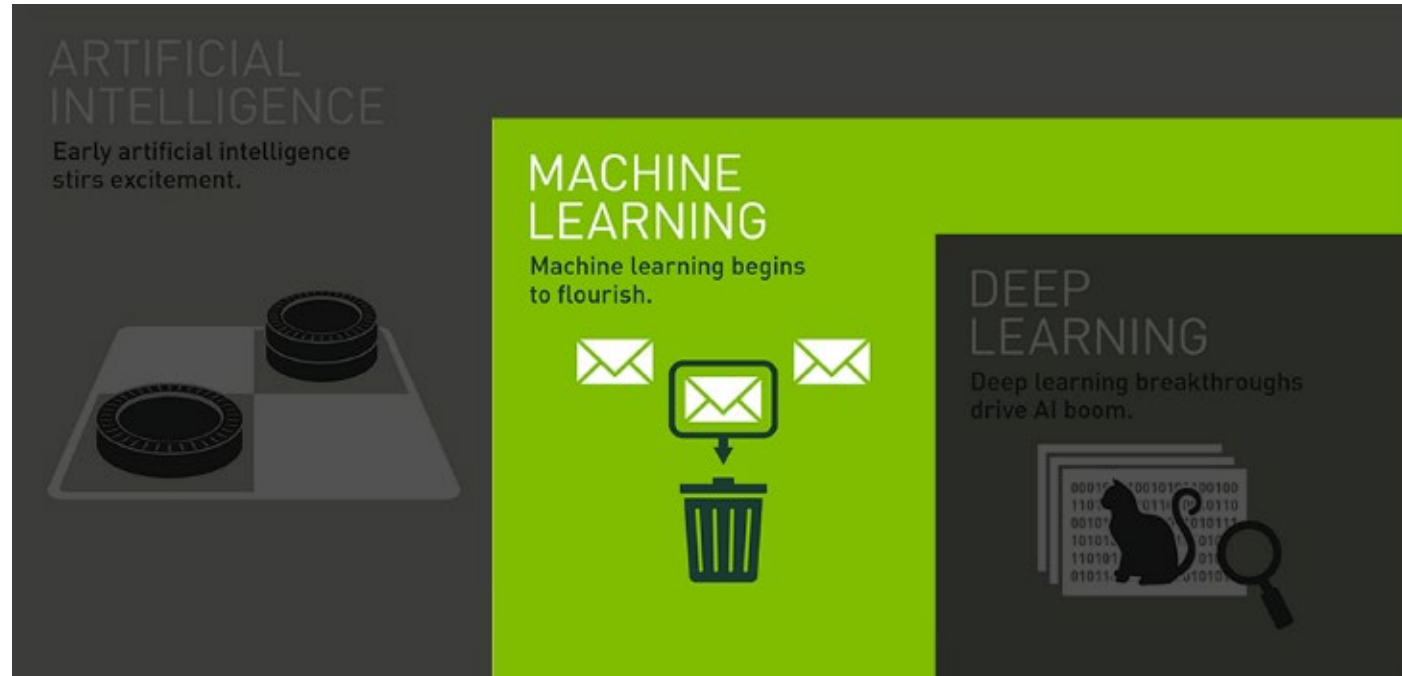 ARTIFICIAL
INTELLIGENCE
Early artificial intelligence
stirs excitement.
MACHINE
LEARNING
Machine learning begins
to flourish.
DEEP
LEARNING
Deep learning breakthroughs
drive AI boom.